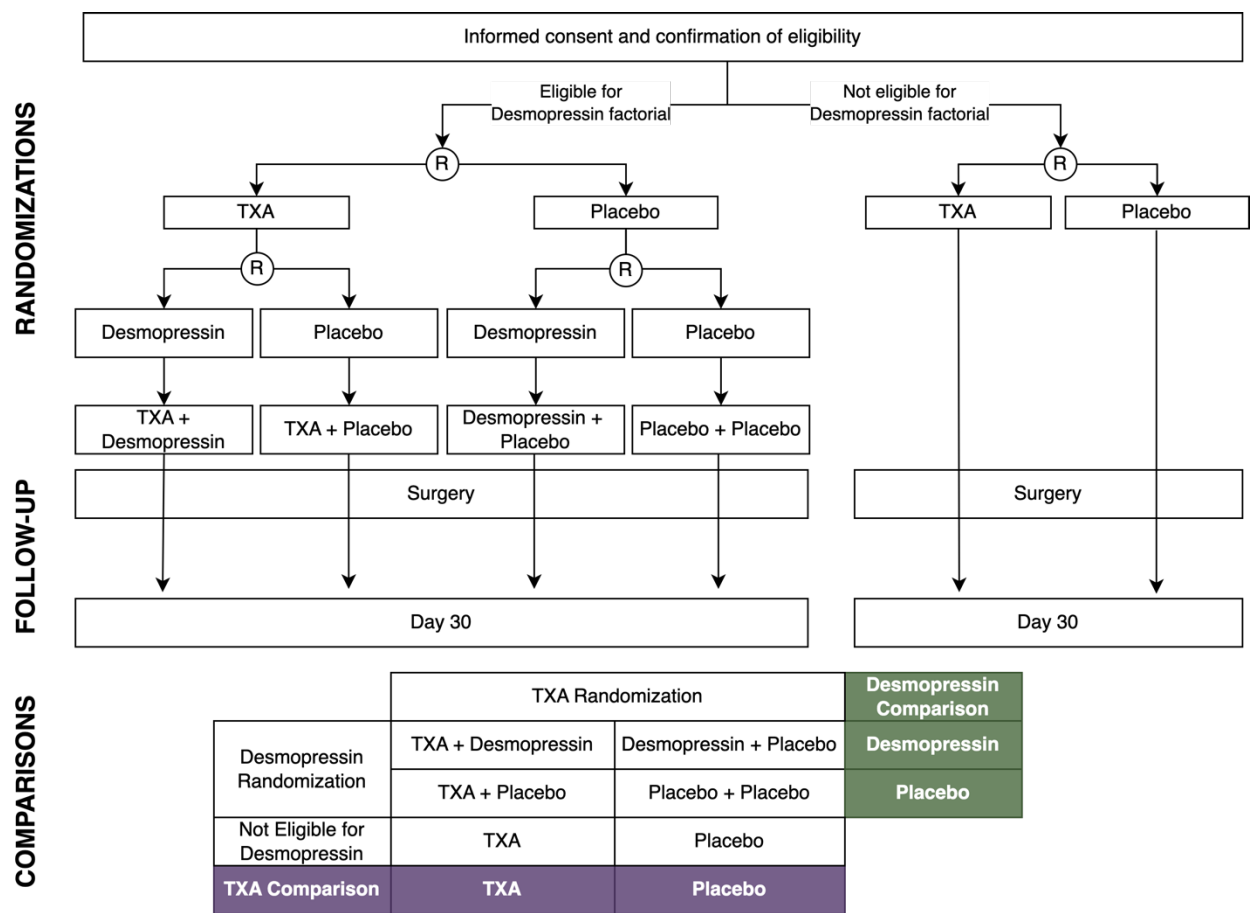 Informed consent and confirmation of eligibility
Eligible for
Desmopressin factorial
Not eligible for
Desmopressin factorial
RANDOMIZATIONS
R
R
TXA
Placebo
TXA
Placebo
R
R
Desmopressin
Placebo
Desmopressin
Placebo
TXA +
Desmopressin
TXA + Placebo
Desmopressin +
Placebo
Placebo + Placebo
FOLLOW-UP
Surgery
Surgery
Day 30
Day 30
COMPARISONS
TXA Randomization
Desmopressin
Comparison
Desmopressin
Randomization
TXA + Desmopressin
Desmopressin + Placebo
Desmopressin
TXA + Placebo
Placebo + Placebo
Placebo
Not Eligible for
Desmopressin
TXA
Placebo
TXA Comparison
TXA
Placebo